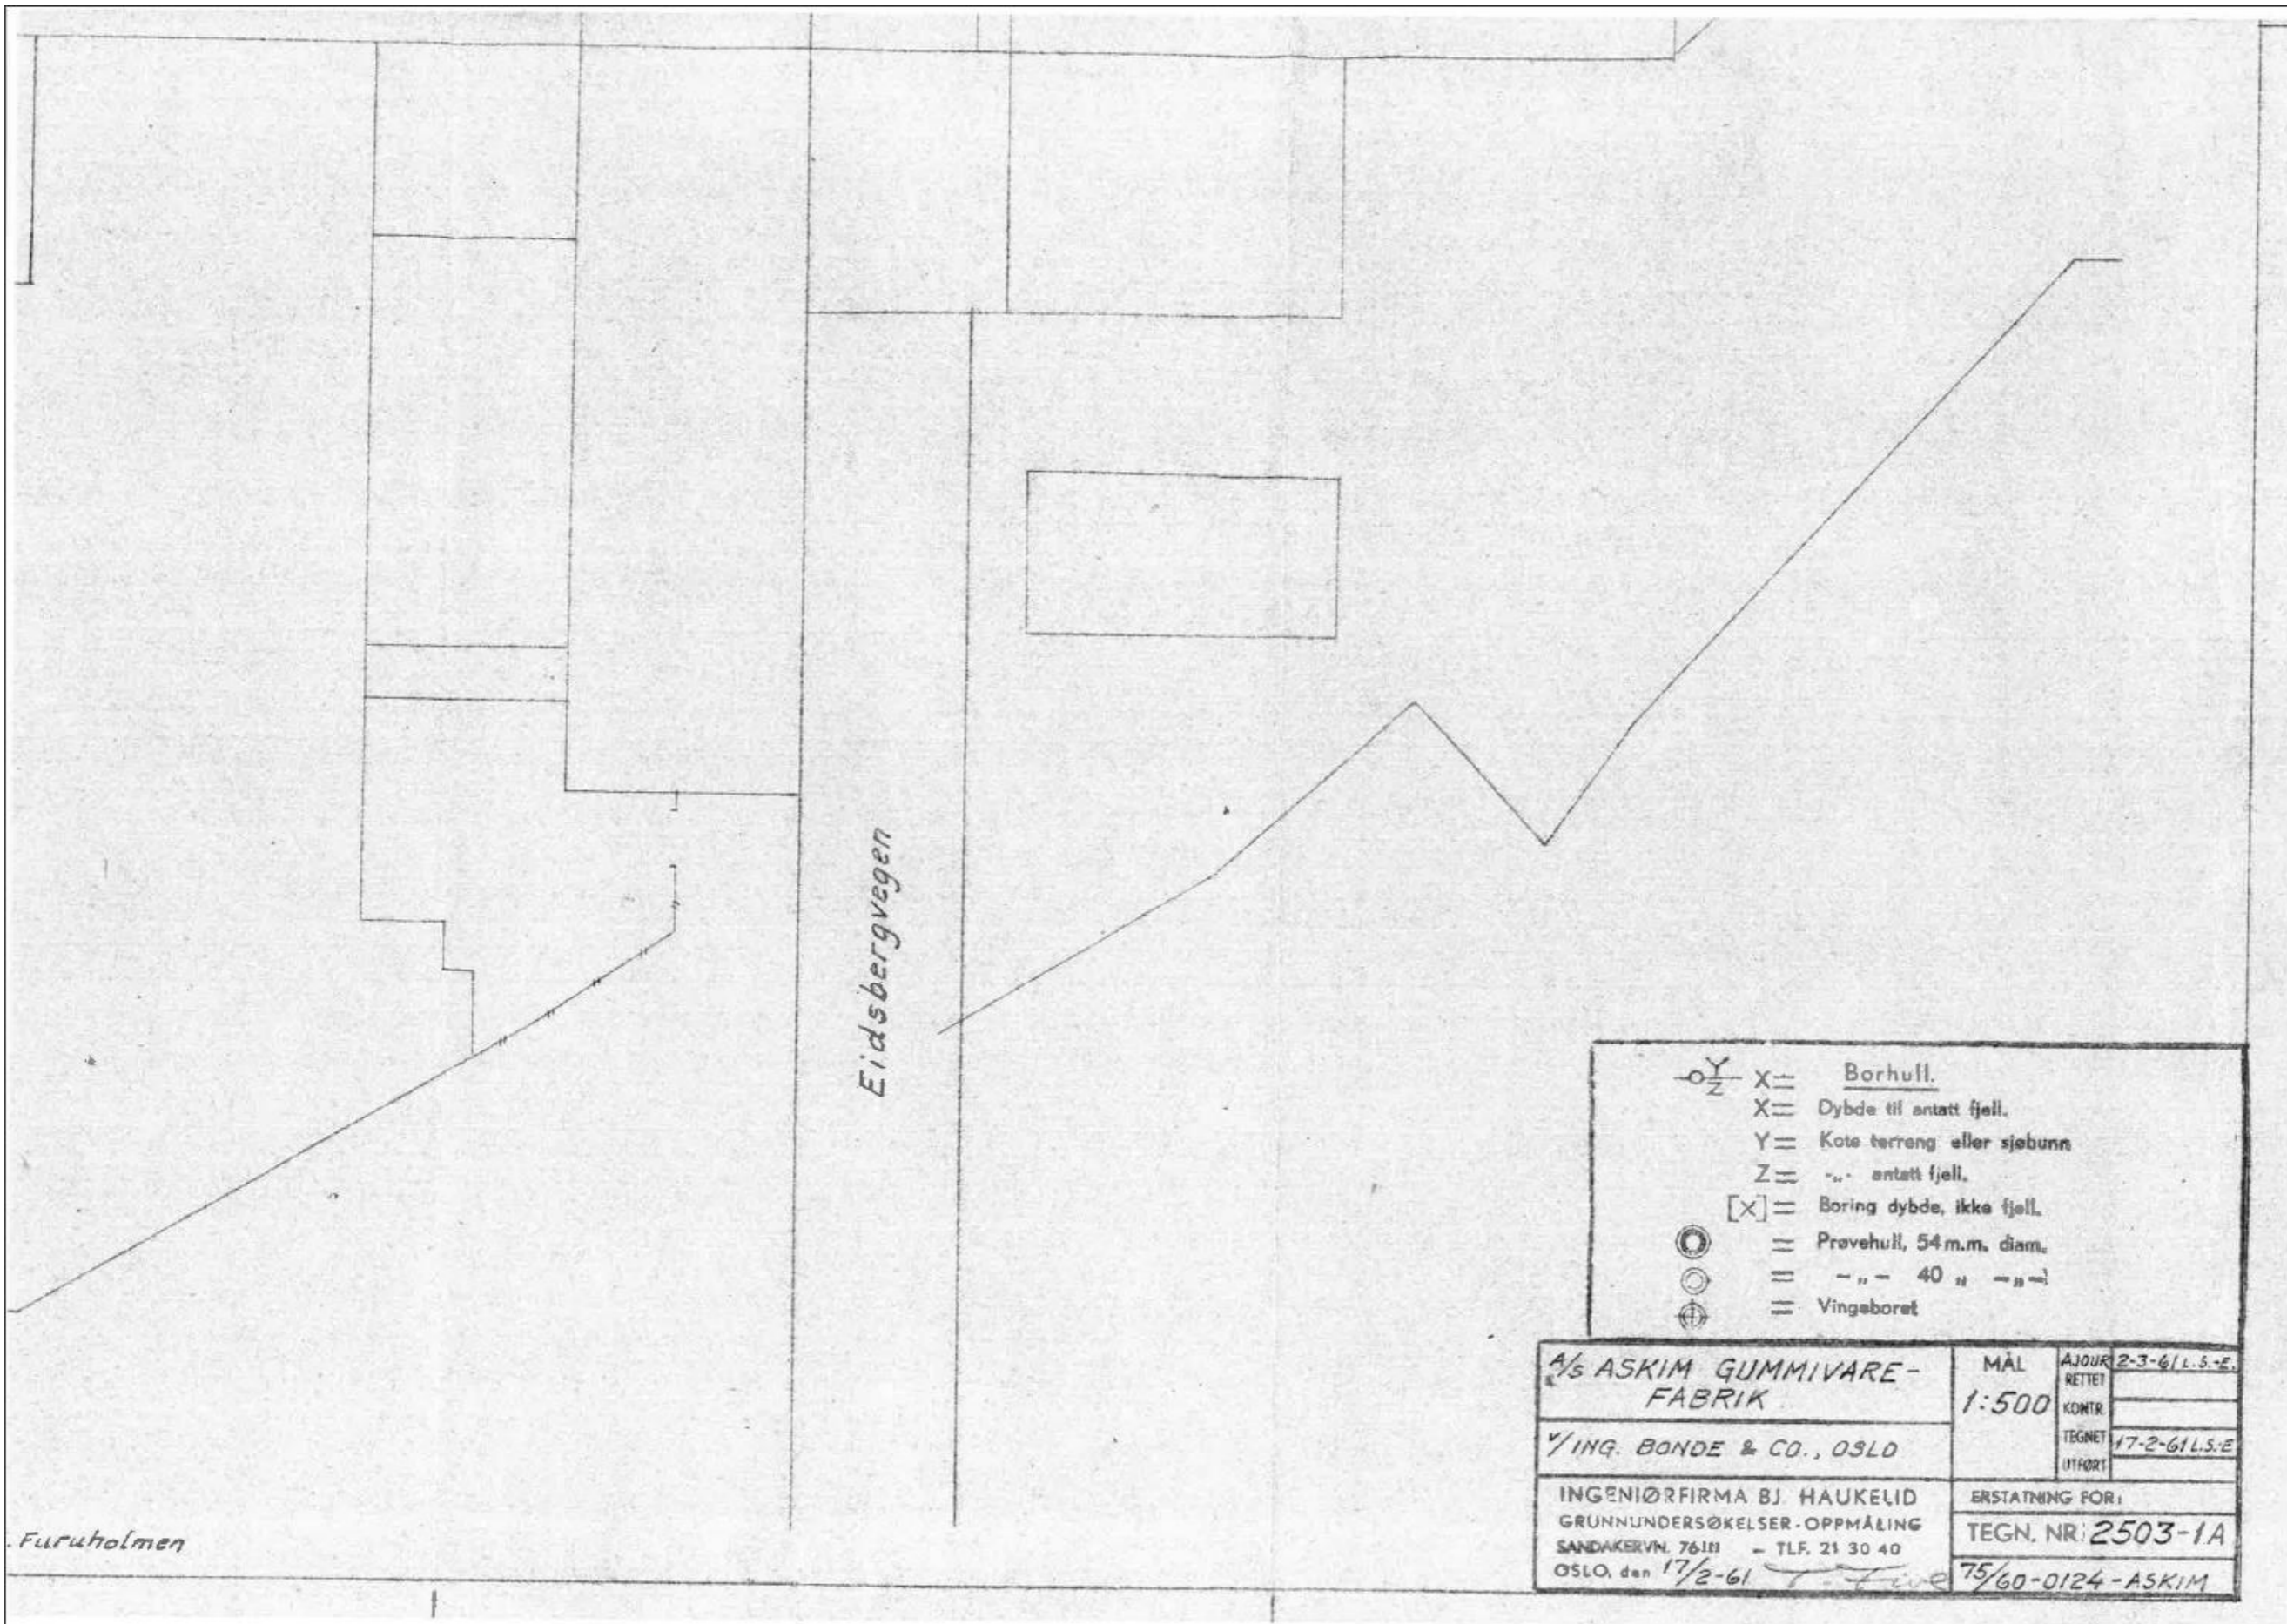 Eidsbergvegen
. Furuholmen
Y
Z
X = Borhull.
X = Dybde til antatt fjell.
Y = Kote terreng eller sjøbunn
Z = -„- antatt fjell.
[X] = Boring dybde, ikke fjell.
= Prøvehull, 54 m.m. diam.
= -„- 40 „ -„-
= Vingeboret
A/S ASKIM GUMMIVARE-
FABRIK
V/ING. BONDE & CO., OSLO
INGENIØRFIRMA BJ. HAUKELID
GRUNNUNDERSØKELSER-OPPMÅLING
SANDAKERVN. 76III - TLF. 21 30 40
OSLO, den 17/2-61
MÅL
1:500
AJOUR 2-3-61 L.S.-E.
RETTET
KONTR.
TEGNET 17-2-61 L.S.-E
UTFØRT
ERSTATNING FOR:
TEGN. NR: 2503-1A
75/60-0124-ASKIM